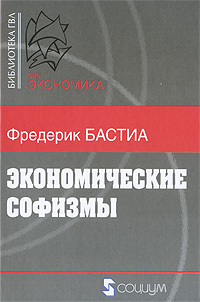 БИБЛИОТЕКА ГВЛ
ЭКОНОМИКА
Фредерик БАСТИА
ЭКОНОМИЧЕСКИЕ
СОФИЗМЫ
социум